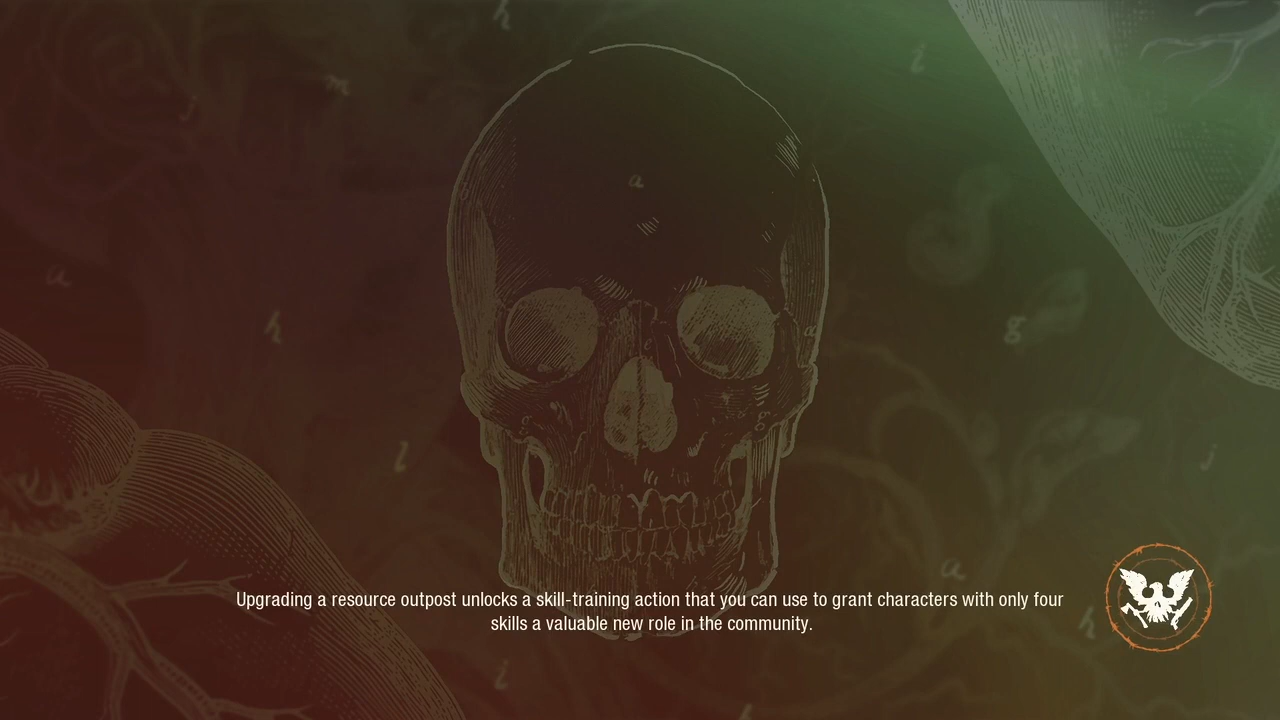 h
i
m
j
a
a
h
g
a
l
j
a
Upgrading a resource outpost unlocks a skill-training action that you can use to grant characters with only four
skills a valuable new role in the community.
h
i
h